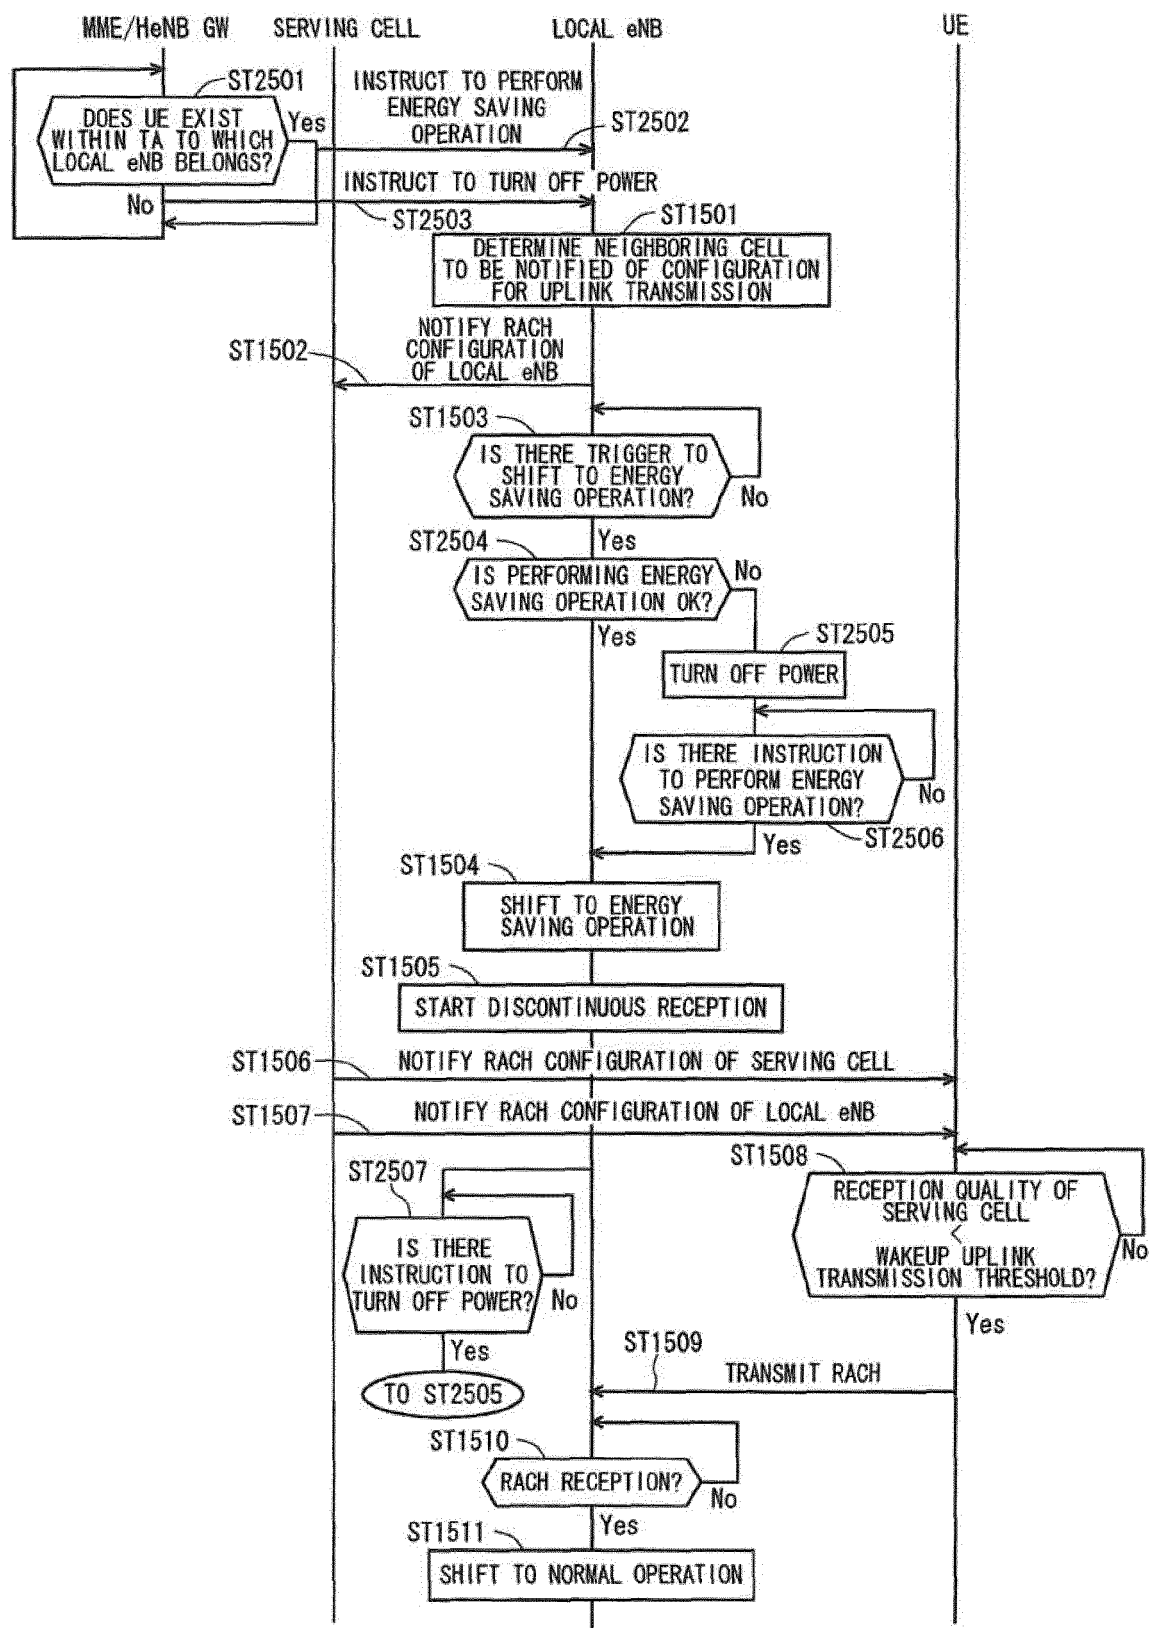 MME/HeNB GW
SERVING CELL
LOCAL eNB
UE
ST2501
DOES UE EXIST
WITHIN TA TO WHICH
LOCAL eNB BELONGS?
Yes
No
INSTRUCT TO PERFORM
ENERGY SAVING
OPERATION
ST2502
INSTRUCT TO TURN OFF POWER
ST2503
ST1501
DETERMINE NEIGHBORING CELL
TO BE NOTIFIED OF CONFIGURATION
FOR UPLINK TRANSMISSION
NOTIFY RACH
CONFIGURATION
OF LOCAL eNB
ST1502
ST1503
IS THERE TRIGGER TO
SHIFT TO ENERGY
SAVING OPERATION?
No
Yes
ST2504
IS PERFORMING ENERGY
SAVING OPERATION OK?
No
Yes
ST2505
TURN OFF POWER
IS THERE INSTRUCTION
TO PERFORM ENERGY
SAVING OPERATION?
No
Yes
ST2506
ST1504
SHIFT TO ENERGY
SAVING OPERATION
ST1505
START DISCONTINUOUS RECEPTION
ST1506
NOTIFY RACH CONFIGURATION OF SERVING CELL
ST1507
NOTIFY RACH CONFIGURATION OF LOCAL eNB
ST2507
IS THERE
INSTRUCTION TO
TURN OFF POWER?
No
Yes
TO ST2505
ST1508
RECEPTION QUALITY OF
SERVING CELL
<
WAKEUP UPLINK
TRANSMISSION THRESHOLD?
No
Yes
ST1509
TRANSMIT RACH
ST1510
RACH RECEPTION?
No
Yes
ST1511
SHIFT TO NORMAL OPERATION